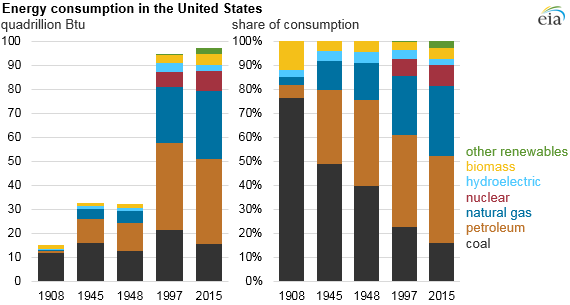 Energy consumption in the United States
quadrillion Btu
share of consumption
eia
100
90
80
70
60
50
40
30
20
10
0
1908 1945 1948 1997 2015
100%
90%
80%
70%
60%
50%
40%
30%
20%
10%
0%
1908 1945 1948 1997 2015
other renewables
biomass
hydroelectric
nuclear
natural gas
petroleum
coal